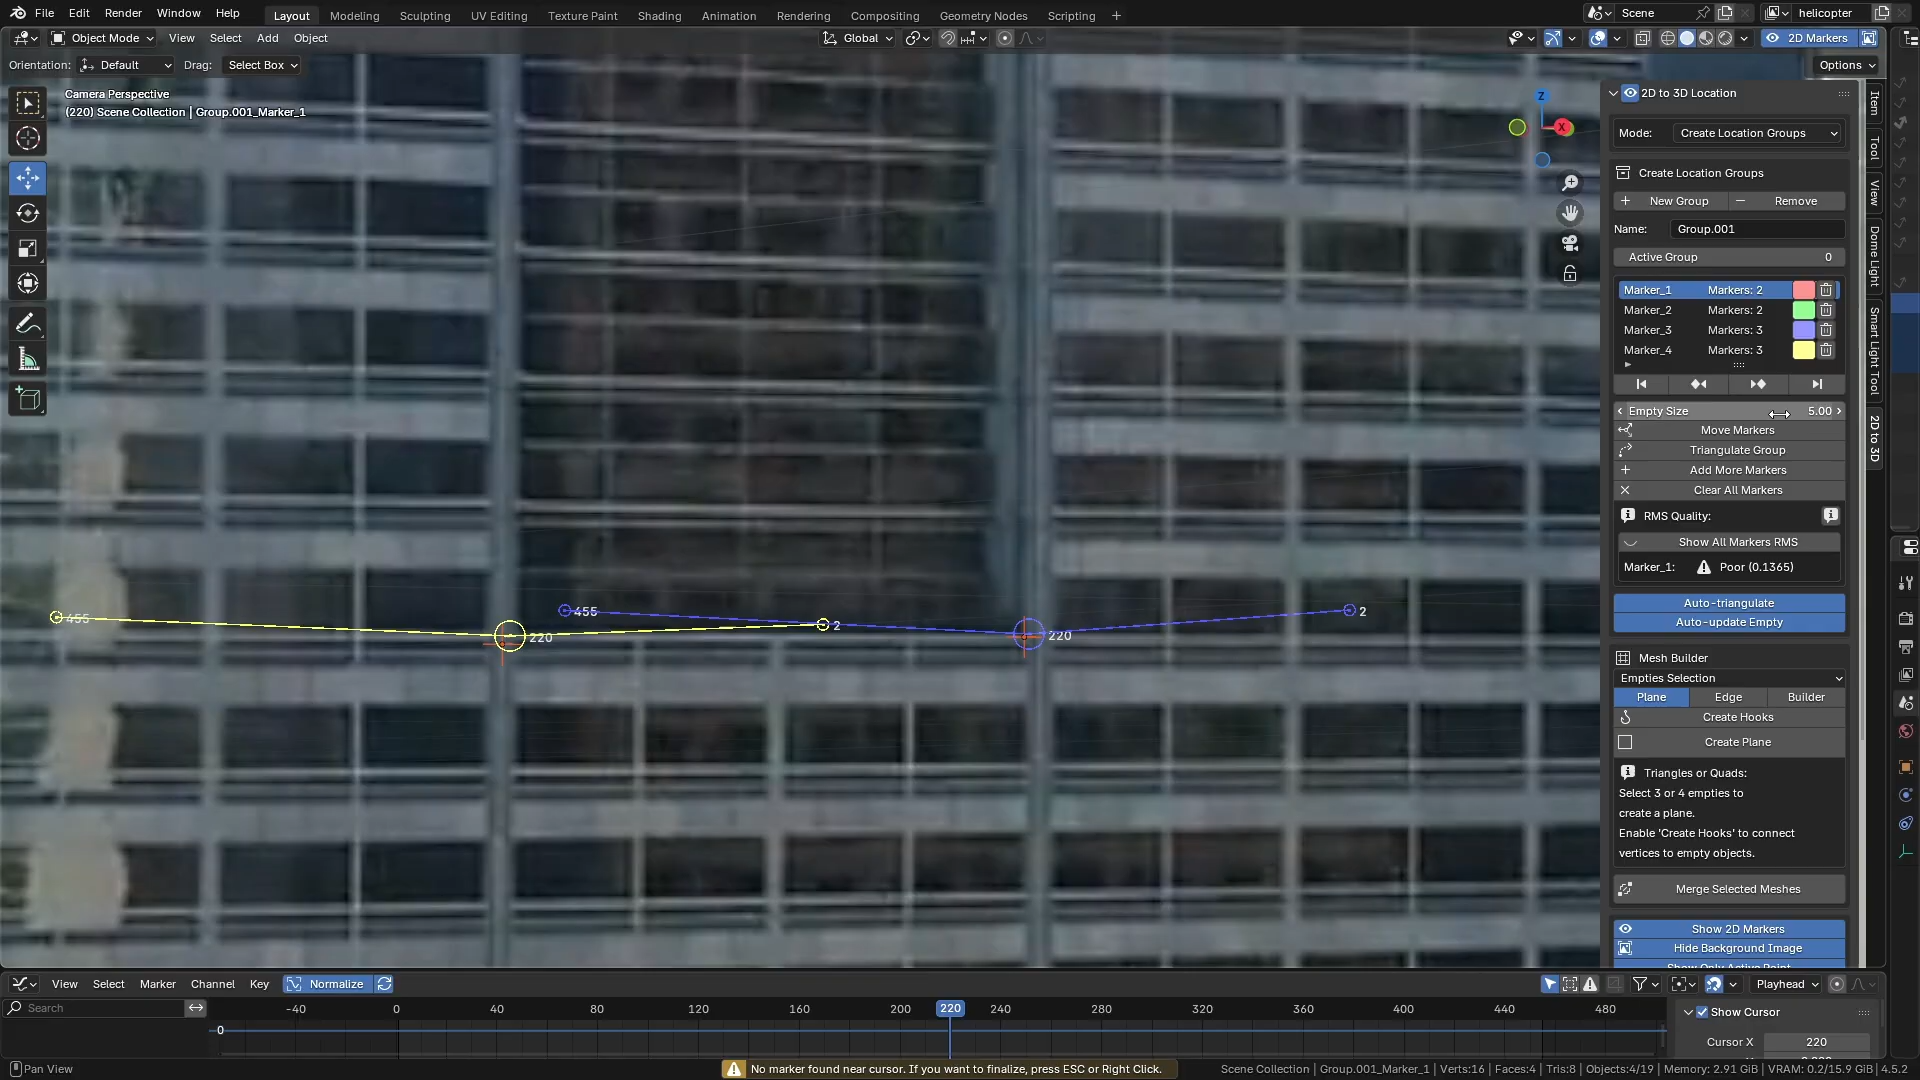 File Edit Render Window Help Layout Modeling Sculpting UV Editing Texture Paint Shading Animation Rendering Compositing Geometry Nodes Scripting + Scene helicopter
Object Mode View Select Add Object Global 2D Markers
Orientation: Default Drag: Select Box Options
Camera Perspective
(220) Scene Collection | Group.001_Marker_1
Z
X
455
220
2
455
220
2
2D to 3D Location
Mode: Create Location Groups
Create Location Groups
New Group Remove
Name: Group.001
Active Group 0
Marker_1 Markers: 2
Marker_2 Markers: 2
Marker_3 Markers: 3
Marker_4 Markers: 3
Empty Size 5.00
Move Markers
Triangulate Group
Add More Markers
Clear All Markers
RMS Quality:
Show All Markers RMS
Marker_1: Poor (0.1365)
Auto-triangulate
Auto-update Empty
Mesh Builder
Empties Selection
Plane Edge Builder
Create Hooks
Create Plane
Triangles or Quads:
Select 3 or 4 empties to
create a plane.
Enable 'Create Hooks' to connect
vertices to empty objects.
Merge Selected Meshes
Show 2D Markers
Hide Background Image
Show Only Active Point
Item
Tool
View
Dome Light
Smart Light Tool
2D to 3D
View Select Marker Channel Key Normalize Playhead
Search -40 0 40 80 120 160 200 220 240 280 320 360 400 440 480
0
Show Cursor
Cursor X 220
Pan View No marker found near cursor. If you want to finalize, press ESC or Right Click. Scene Collection | Group.001_Marker_1 | Verts:16 | Faces:4 | Tris:8 | Objects:4/19 | Memory: 2.91 GiB | VRAM: 0.2/15.9 GiB | 4.5.2